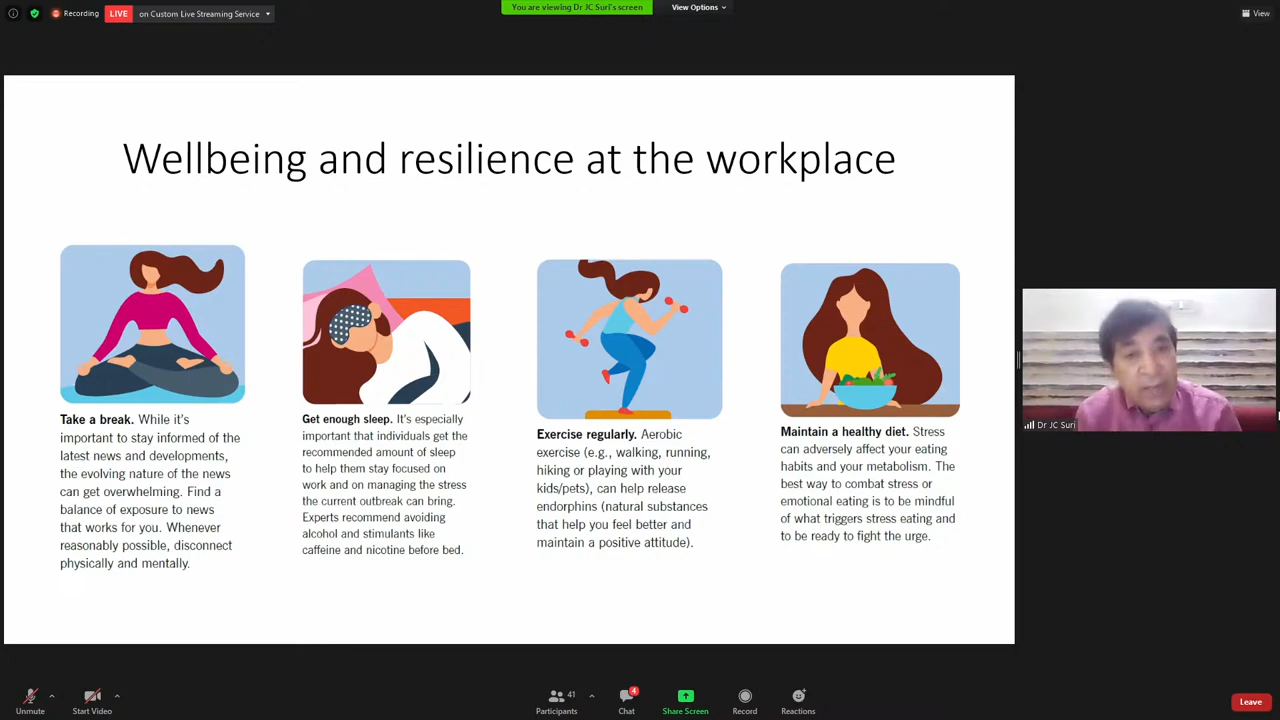 Recording
LIVE
on Custom Live Streaming Service
You are viewing Dr JC Suri's screen
View Options
View
Wellbeing and resilience at the workplace
Take a break. While it's
important to stay informed of the
latest news and developments,
the evolving nature of the news
can get overwhelming. Find a
balance of exposure to news
that works for you. Whenever
reasonably possible, disconnect
physically and mentally.
Get enough sleep. It's especially
important that individuals get the
recommended amount of sleep
to help them stay focused on
work and on managing the stress
the current outbreak can bring.
Experts recommend avoiding
alcohol and stimulants like
caffeine and nicotine before bed.
Exercise regularly. Aerobic
exercise (e.g., walking, running,
hiking or playing with your
kids/pets), can help release
endorphins (natural substances
that help you feel better and
maintain a positive attitude).
Maintain a healthy diet. Stress
can adversely affect your eating
habits and your metabolism. The
best way to combat stress or
emotional eating is to be mindful
of what triggers stress eating and
to be ready to fight the urge.
Dr JC Suri
Unmute
Start Video
41
Participants
4
Chat
Share Screen
Record
Reactions
Leave